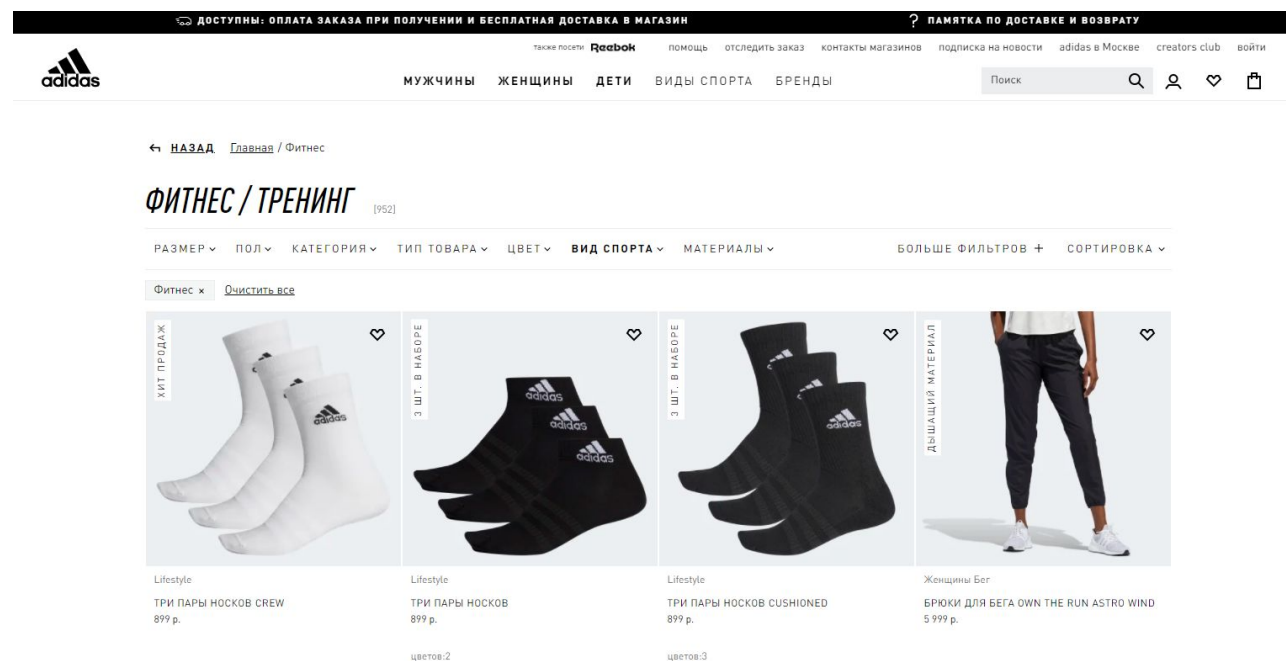 ДОСТУПНЫ: ОПЛАТА ЗАКАЗА ПРИ ПОЛУЧЕНИИ И БЕСПЛАТНАЯ ДОСТАВКА В МАГАЗИН
? ПАМЯТКА ПО ДОСТАВКЕ И ВОЗВРАТУ
также посети Reebok помощь отследить заказ контакты магазинов подписка на новости adidas в Москве creators club войти
adidas
МУЖЧИНЫ ЖЕНЩИНЫ ДЕТИ ВИДЫ СПОРТА БРЕНДЫ
Поиск
НАЗАД Главная / Фитнес
ФИТНЕС / ТРЕНИНГ [952]
РАЗМЕР ПОЛ КАТЕГОРИЯ ТИП ТОВАРА ЦВЕТ ВИД СПОРТА МАТЕРИАЛЫ БОЛЬШЕ ФИЛЬТРОВ + СОРТИРОВКА
Фитнес × Очистить все
ХИТ ПРОДАЖ
adidas
3 ШТ. В НАБОРЕ
adidas
adidas
adidas
3 ШТ. В НАБОРЕ
adidas
ДЫШАЩИЙ МАТЕРИАЛ
Lifestyle
ТРИ ПАРЫ НОСКОВ CREW
899 р.
Lifestyle
ТРИ ПАРЫ НОСКОВ
899 р.
цветов:2
Lifestyle
ТРИ ПАРЫ НОСКОВ CUSHIONED
899 р.
цветов:3
Женщины Бег
БРЮКИ ДЛЯ БЕГА OWN THE RUN ASTRO WIND
5 999 р.